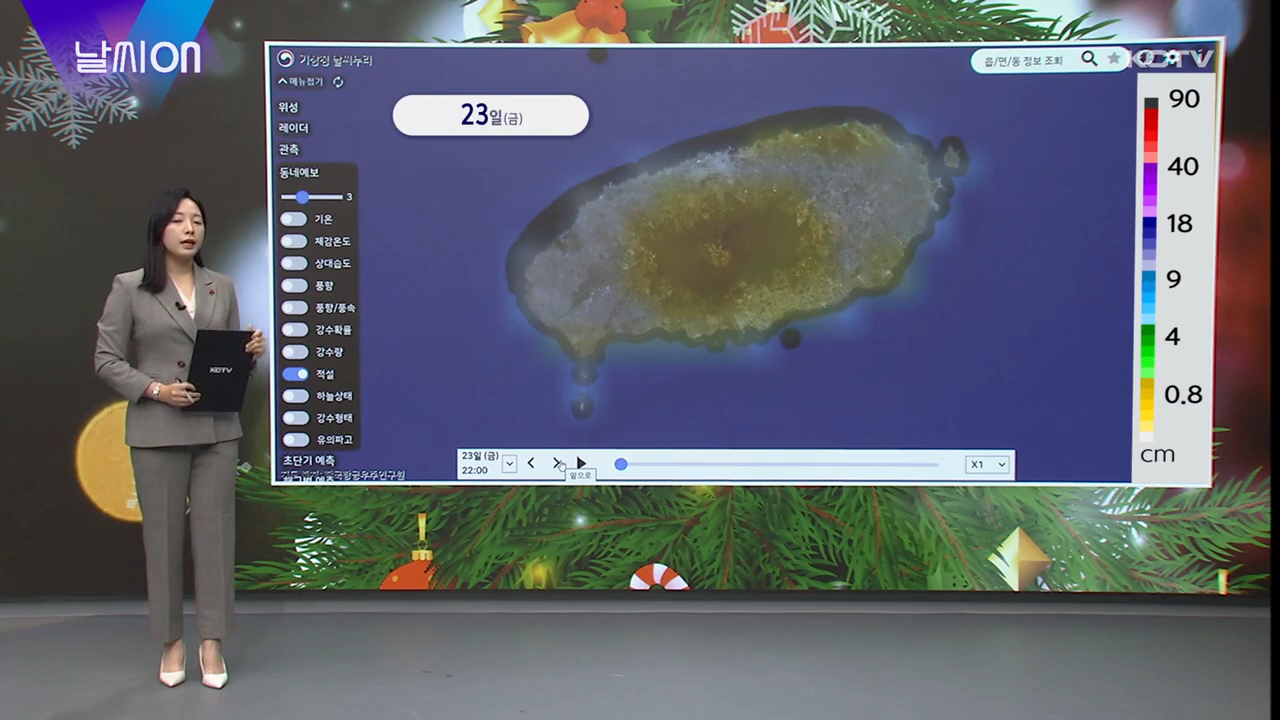 날씨ON
기상청 날씨누리
읍/면/동 정보 조회
KCTV
메뉴접기
23일(금)
위성
레이더
관측
동네예보
3
기온
체감온도
상대습도
풍향
풍향/풍속
강수확률
강수량
적설
하늘상태
강수형태
유의파고
초단기 예측
23일 (금)
22:00
앞으로
X1
90
40
18
9
4
0.8
cm
KCTV